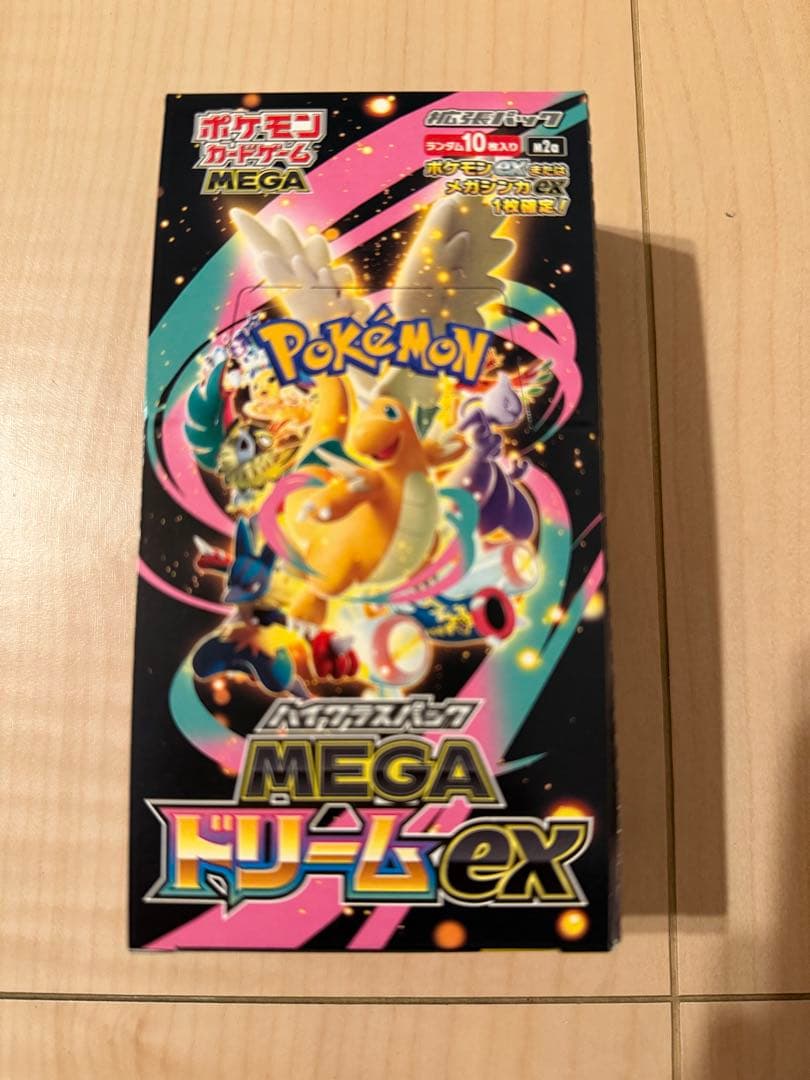 ポケモン
カードゲーム
MEGA
拡張パック
ランダム10枚入り M2a
ポケモンexまたは
メガシンカex
1枚確定!
POKéMON
ハイクラスパック
MEGA
ドリームex